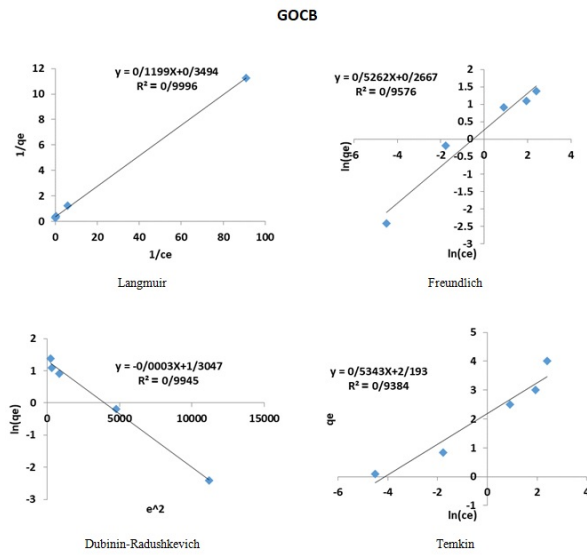 GOCB
y = 0/1199X+0/3494
R² = 0/9996
1/qe
12
10
8
6
4
2
0
0 20 40 60 80 100
1/ce
Langmuir
y = 0/5262X+0/2667
R² = 0/9576
ln(qe)
2
1.5
1
0.5
0
-0.5
-1
-1.5
-2
-2.5
-3
-6 -4 -2 0 2 4
ln(ce)
Freundlich
y = -0/0003X+1/3047
R² = 0/9945
ln(qe)
2
1
0
-1
-2
-3
0 5000 10000 15000
e^2
Dubinin-Radushkevich
y = 0/5343X+2/193
R² = 0/9384
qe
5
4
3
2
1
0
-1
-6 -4 -2 0 2 4
ln(ce)
Temkin